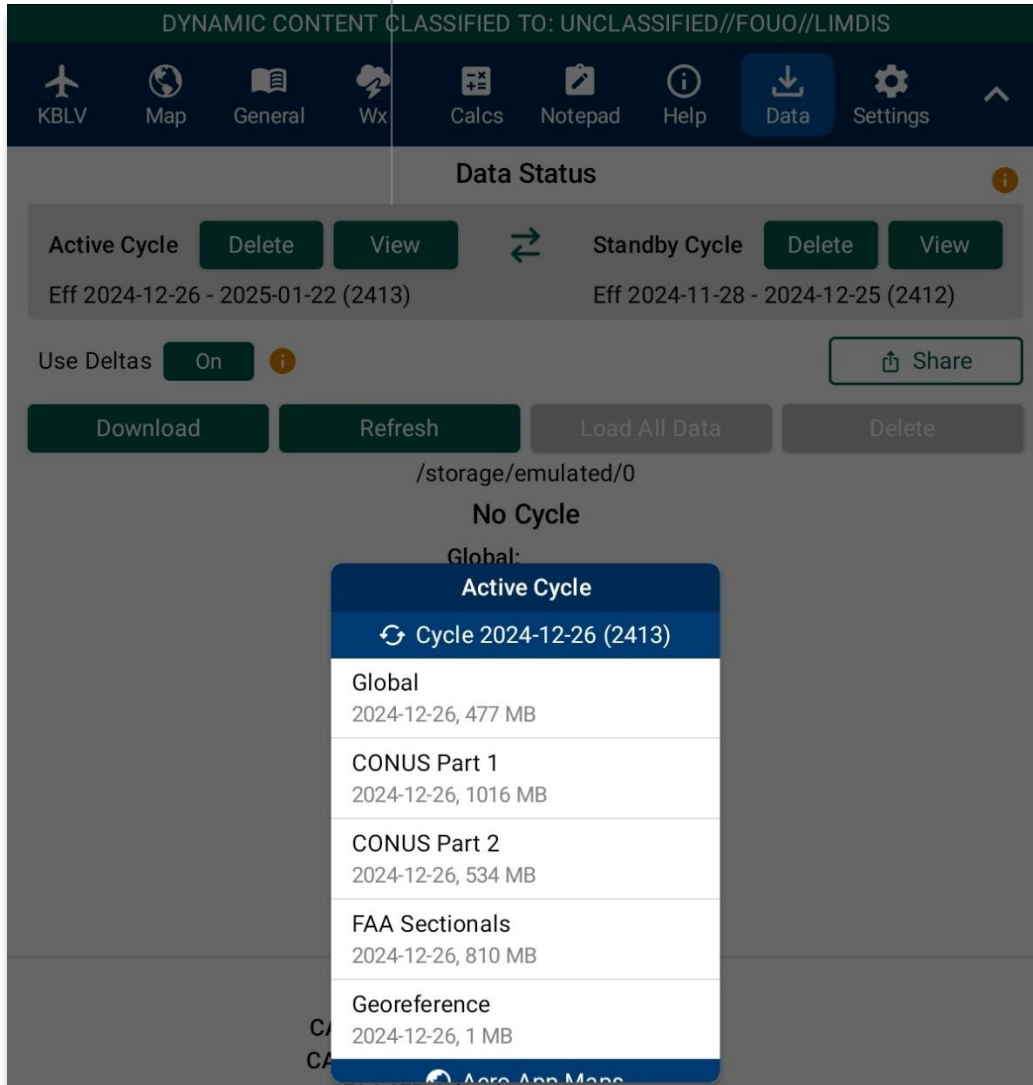 DYNAMIC CONTENT CLASSIFIED TO: UNCLASSIFIED//FOUO//LIMDIS
KBLV Map General Wx Calcs Notepad Help Data Settings
Data Status
Active Cycle Delete View Standby Cycle Delete View
Eff 2024-12-26 - 2025-01-22 (2413) Eff 2024-11-28 - 2024-12-25 (2412)
Use Deltas On Share
Download Refresh Load All Data Delete
/storage/emulated/0
No Cycle
Global:
Active Cycle
Cycle 2024-12-26 (2413)
Global
2024-12-26, 477 MB
CONUS Part 1
2024-12-26, 1016 MB
CONUS Part 2
2024-12-26, 534 MB
FAA Sectionals
2024-12-26, 810 MB
Georeference
2024-12-26, 1 MB
Aero App Maps